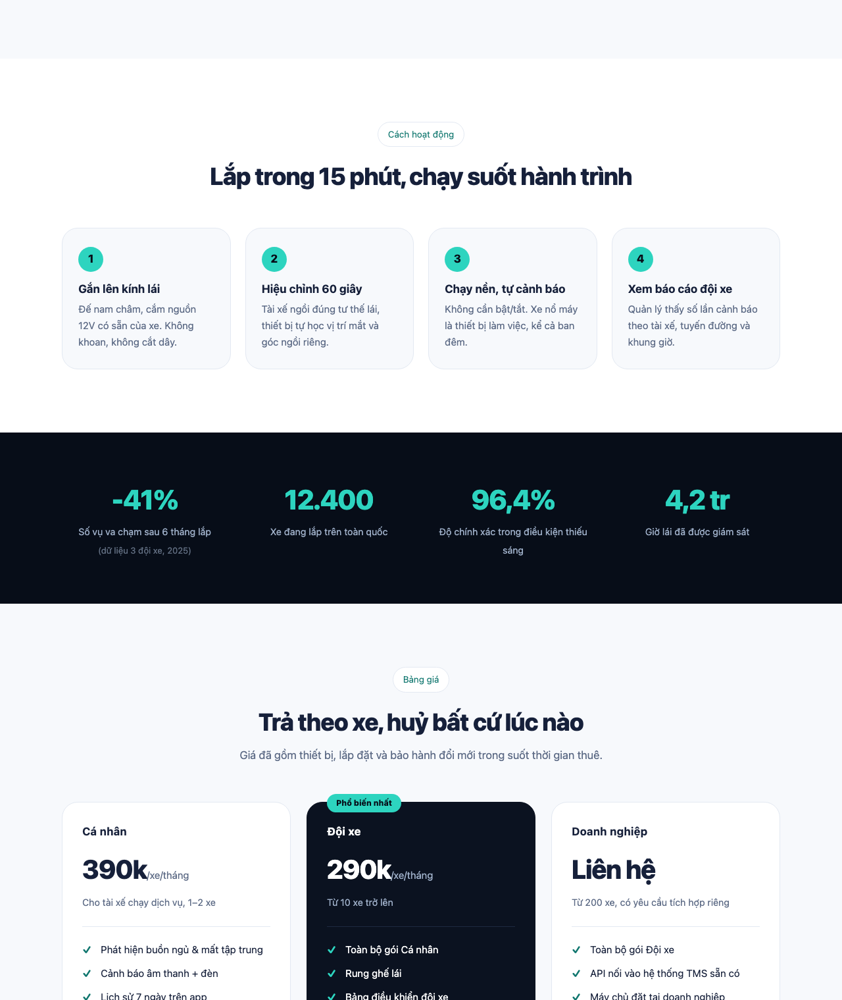 Cách hoạt động
Lắp trong 15 phút, chạy suốt hành trình
1
Gắn lên kính lái
Đế nam châm, cắm nguồn
12V có sẵn của xe. Không
khoan, không cắt dây.
2
Hiệu chỉnh 60 giây
Tài xế ngồi đúng tư thế lái,
thiết bị tự học vị trí mắt và
góc ngồi riêng.
3
Chạy nền, tự cảnh báo
Không cần bật/tắt. Xe nổ máy
là thiết bị làm việc, kể cả ban
đêm.
4
Xem báo cáo đội xe
Quản lý thấy số lần cảnh báo
theo tài xế, tuyến đường và
khung giờ.
-41%
Số vụ va chạm sau 6 tháng lắp
(dữ liệu 3 đội xe, 2025)
12.400
Xe đang lắp trên toàn quốc
96,4%
Độ chính xác trong điều kiện thiếu
sáng
4,2 tr
Giờ lái đã được giám sát
Bảng giá
Trả theo xe, huỷ bất cứ lúc nào
Giá đã gồm thiết bị, lắp đặt và bảo hành đổi mới trong suốt thời gian thuê.
Cá nhân
390k/xe/tháng
Cho tài xế chạy dịch vụ, 1–2 xe
Phát hiện buồn ngủ & mất tập trung
Cảnh báo âm thanh + đèn
Lịch sử 7 ngày trên app
Phổ biến nhất
Đội xe
290k/xe/tháng
Từ 10 xe trở lên
Toàn bộ gói Cá nhân
Rung ghế lái
Bảng điều khiển đội xe
Doanh nghiệp
Liên hệ
Từ 200 xe, có yêu cầu tích hợp riêng
Toàn bộ gói Đội xe
API nối vào hệ thống TMS sẵn có
Máy chủ đặt tại doanh nghiệp